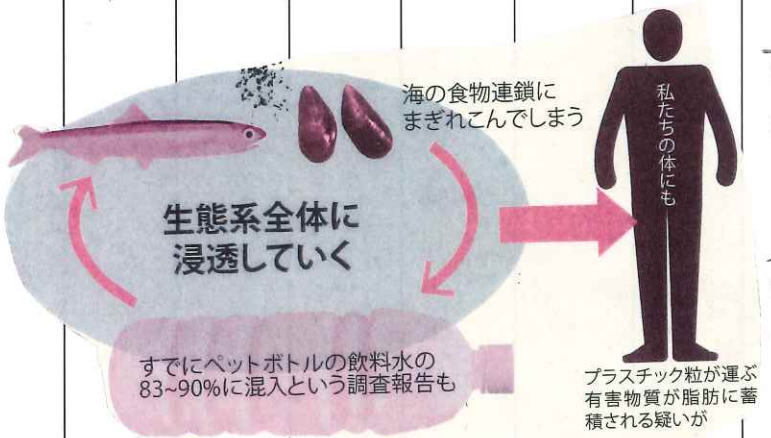 海の食物連鎖に
まぎれこんでしまう
生態系全体に
浸透していく
すでにペットボトルの飲料水の
83~90%に混入という調査報告も
私たちの体にも
プラスチック粒が運ぶ
有害物質が脂肪に蓄
積される疑いが